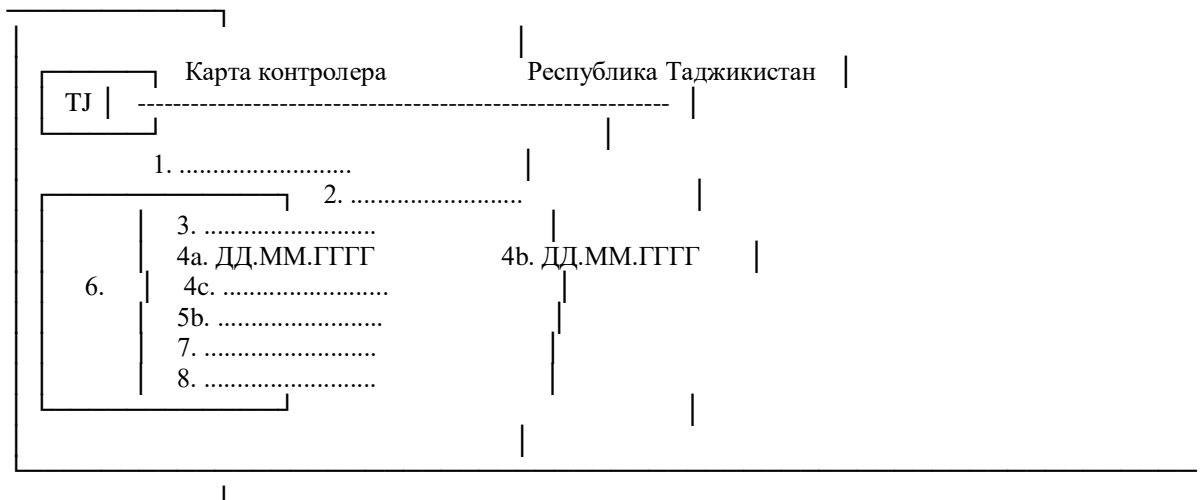 Карта контролера Республика Таджикистан
TJ ------------------------------------------------------------
1. ..........................
2. ..........................
3. ..........................
4a. ДД.ММ.ГГГГ 4b. ДД.ММ.ГГГГ
6. 4c. .........................
5b. .........................
7. ..........................
8. ..........................